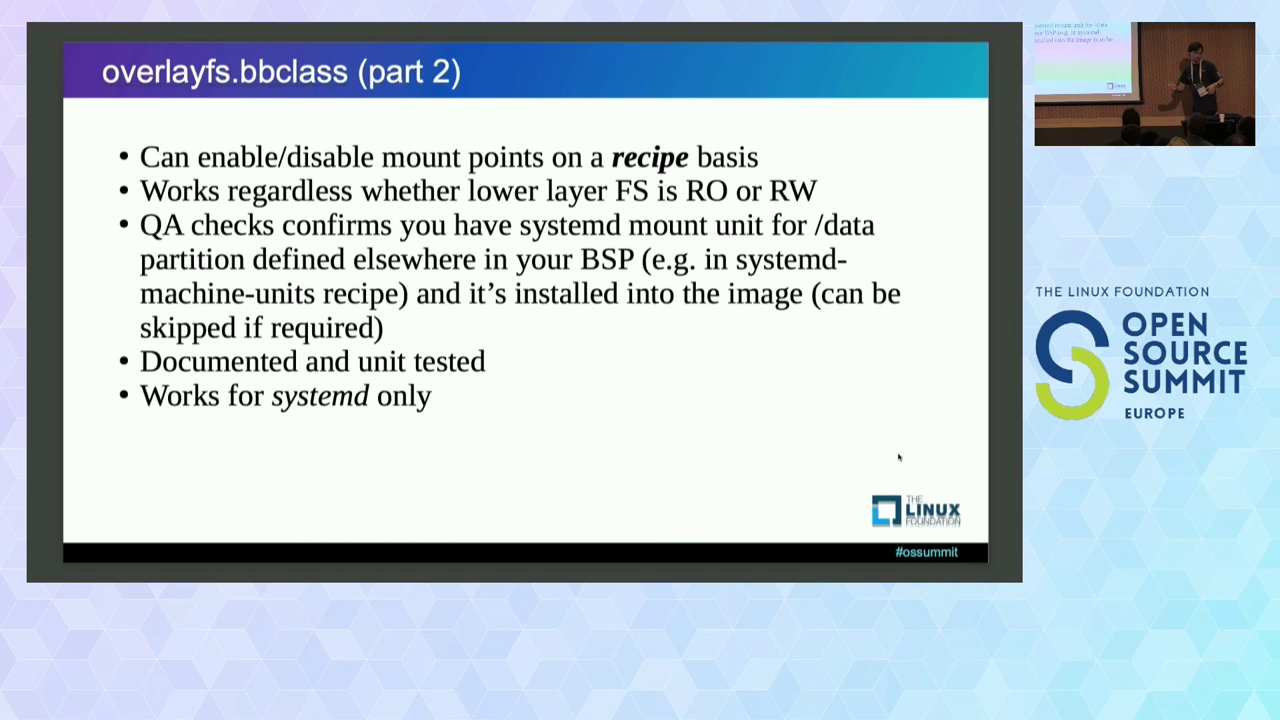 overlayfs.bbclass (part 2)
• Can enable/disable mount points on a recipe basis
• Works regardless whether lower layer FS is RO or RW
• QA checks confirms you have systemd mount unit for /data
partition defined elsewhere in your BSP (e.g. in systemd-
machine-units recipe) and it’s installed into the image (can be
skipped if required)
• Documented and unit tested
• Works for systemd only
THE
LINUX
FOUNDATION
#ossummit
THE LINUX FOUNDATION
OPEN
SOURCE
SUMMIT
EUROPE